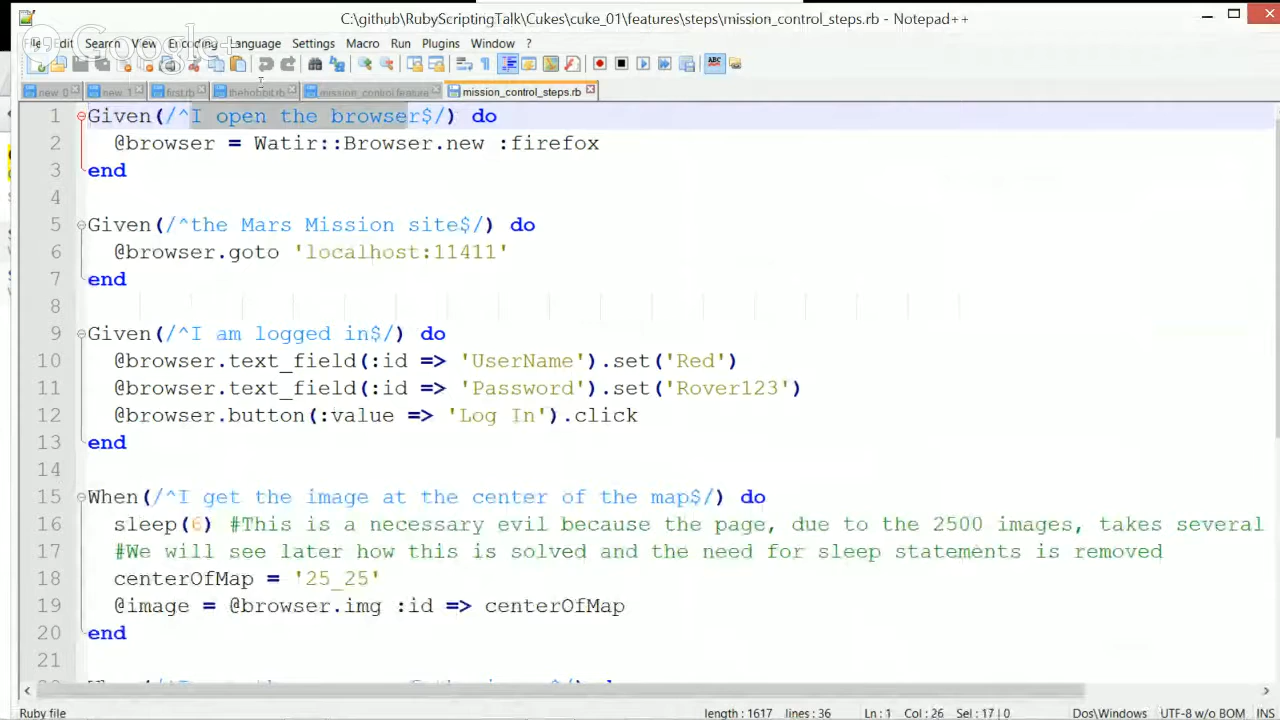 C:\github\RubyScriptingTalk\Cukes\cuke_01\features\steps\mission_control_steps.rb - Notepad++
Google+
File Edit Search View Encoding Language Settings Macro Run Plugins Window ?
new 0 new 1 first.rb thehobbit.rb mission_control.feature mission_control_steps.rb
1 Given(/^I open the browser$/) do
2 @browser = Watir::Browser.new :firefox
3 end
4
5 Given(/^the Mars Mission site$/) do
6 @browser.goto 'localhost:11411'
7 end
8
9 Given(/^I am logged in$/) do
10 @browser.text_field(:id => 'UserName').set('Red')
11 @browser.text_field(:id => 'Password').set('Rover123')
12 @browser.button(:value => 'Log In').click
13 end
14
15 When(/^I get the image at the center of the map$/) do
16 sleep(6) #This is a necessary evil because the page, due to the 2500 images, takes several
17 #We will see later how this is solved and the need for sleep statements is removed
18 centerOfMap = '25_25'
19 @image = @browser.img :id => centerOfMap
20 end
21
Ruby file length : 1617 lines : 36 Ln : 1 Col : 26 Sel : 17 | 0 Dos\Windows UTF-8 w/o BOM INS